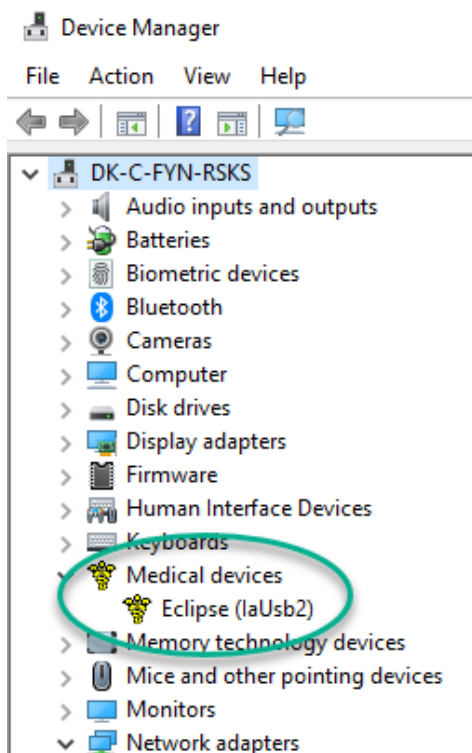 Device Manager
File Action View Help
DK-C-FYN-RSKS
Audio inputs and outputs
Batteries
Biometric devices
Bluetooth
Cameras
Computer
Disk drives
Display adapters
Firmware
Human Interface Devices
Keyboards
Medical devices
Eclipse (IaUsb2)
Memory technology devices
Mice and other pointing devices
Monitors
Network adapters